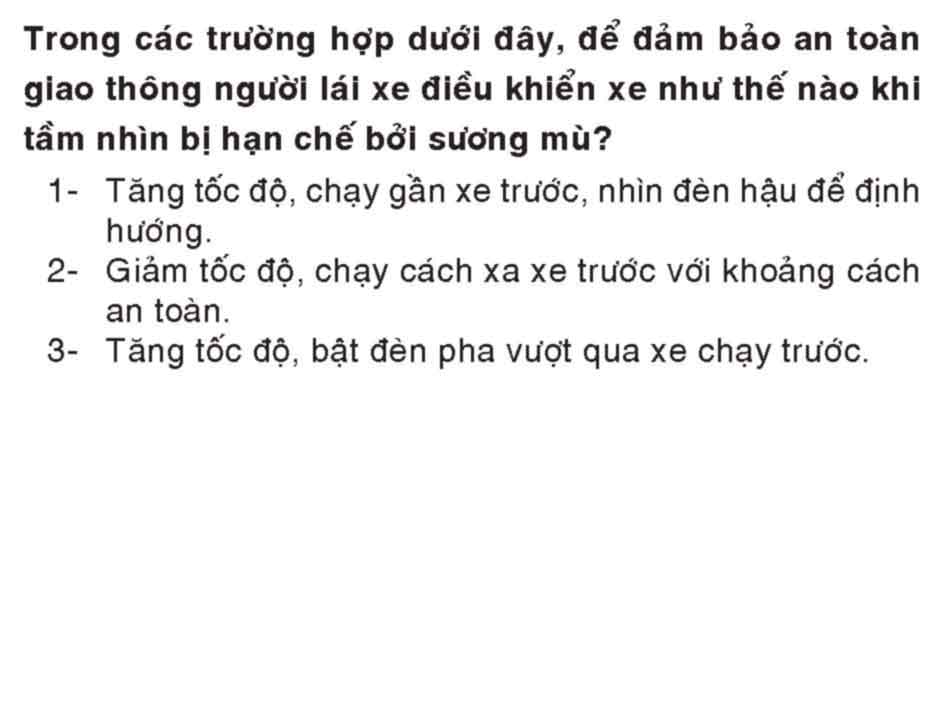 Trong các trường hợp dưới đây, để đảm bảo an toàn
giao thông người lái xe điều khiển xe như thế nào khi
tầm nhìn bị hạn chế bởi sương mù?
1- Tăng tốc độ, chạy gần xe trước, nhìn đèn hậu để định
hướng.
2- Giảm tốc độ, chạy cách xa xe trước với khoảng cách
an toàn.
3- Tăng tốc độ, bật đèn pha vượt qua xe chạy trước.